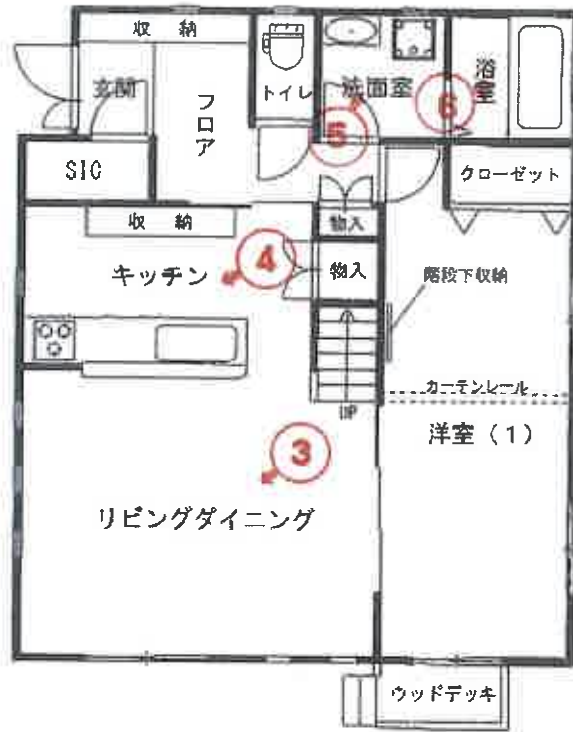 収 納
玄関
フロア
トイレ
洗面室
浴室
⑤
⑥
SIC
クローゼット
収 納
物入
キッチン
④
物入
階段下収納
カーテンレール
UP
洋室（1）
③
リビングダイニング
ウッドデッキ